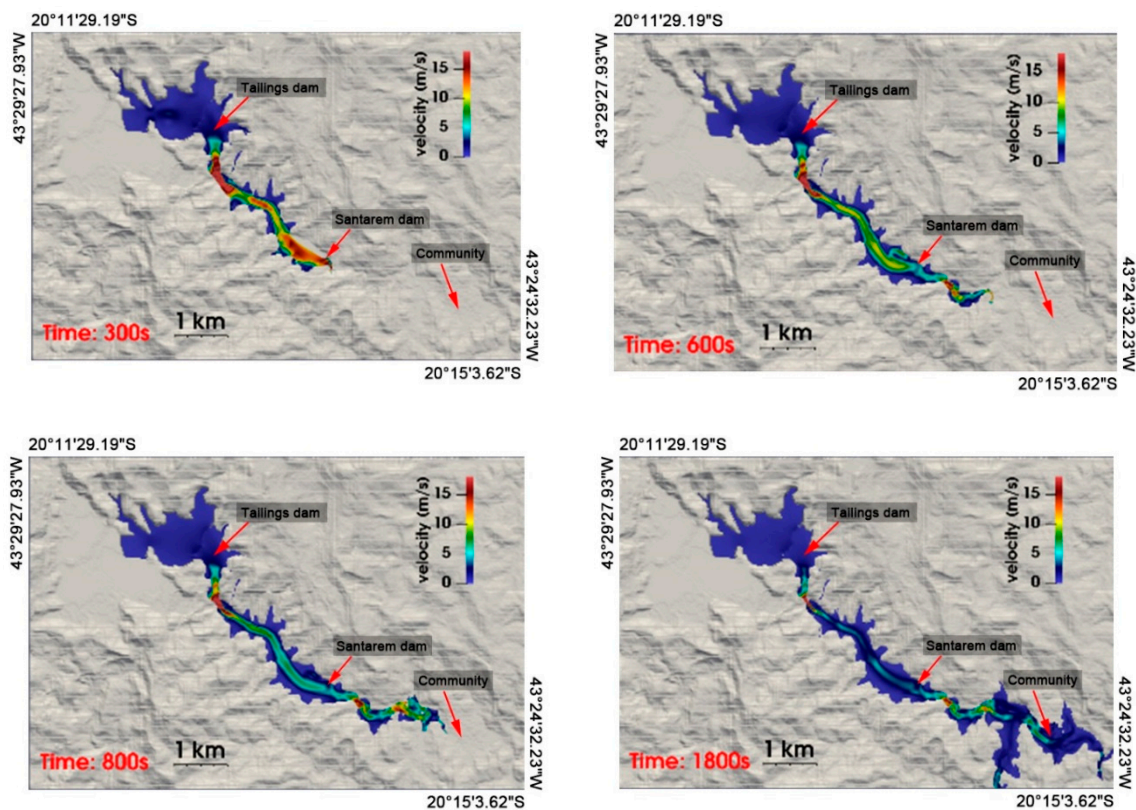 20°11'29.19"S
43°29'27.93"W
velocity (m/s)
15
10
5
0
Tailings dam
Santarem dam
Community
Time: 300s
1 km
43°24'32.23"W
20°15'3.62"S
20°11'29.19"S
43°29'27.93"W
velocity (m/s)
15
10
5
0
Tailings dam
Santarem dam
Community
Time: 600s
1 km
43°24'32.23"W
20°15'3.62"S
20°11'29.19"S
43°29'27.93"W
velocity (m/s)
15
10
5
0
Tailings dam
Santarem dam
Community
Time: 800s
1 km
43°24'32.23"W
20°15'3.62"S
20°11'29.19"S
43°29'27.93"W
velocity (m/s)
15
10
5
0
Tailings dam
Santarem dam
Community
Time: 1800s
1 km
43°24'32.23"W
20°15'3.62"S